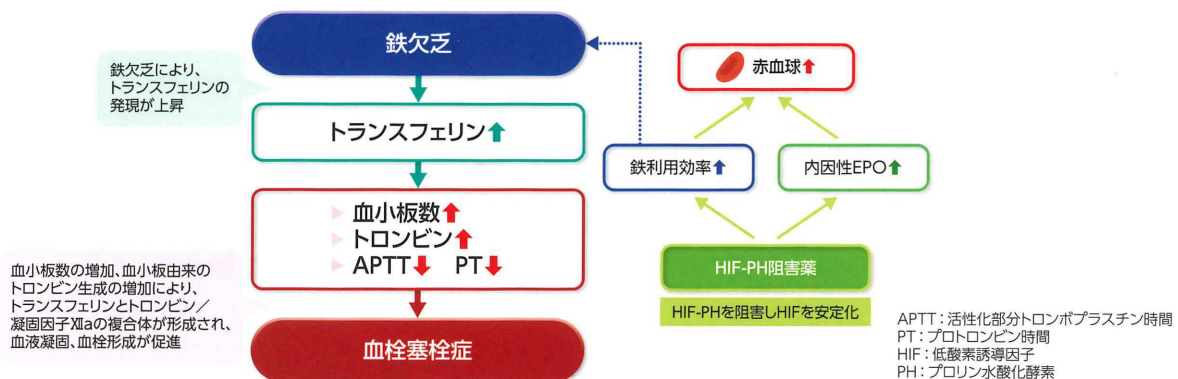 鉄欠乏
鉄欠乏により、
トランスフェリンの
発現が上昇
トランスフェリン↑
▶ 血小板数↑
▶ トロンビン↑
▶ APTT↓ PT↓
血小板数の増加、血小板由来の
トロンビン生成の増加により、
トランスフェリンとトロンビン／
凝固因子Ⅻaの複合体が形成され、
血液凝固、血栓形成が促進
血栓塞栓症
赤血球↑
鉄利用効率↑
内因性EPO↑
HIF-PH阻害薬
HIF-PHを阻害しHIFを安定化
APTT：活性化部分トロンボプラスチン時間
PT：プロトロンビン時間
HIF：低酸素誘導因子
PH：プロリン水酸化酵素